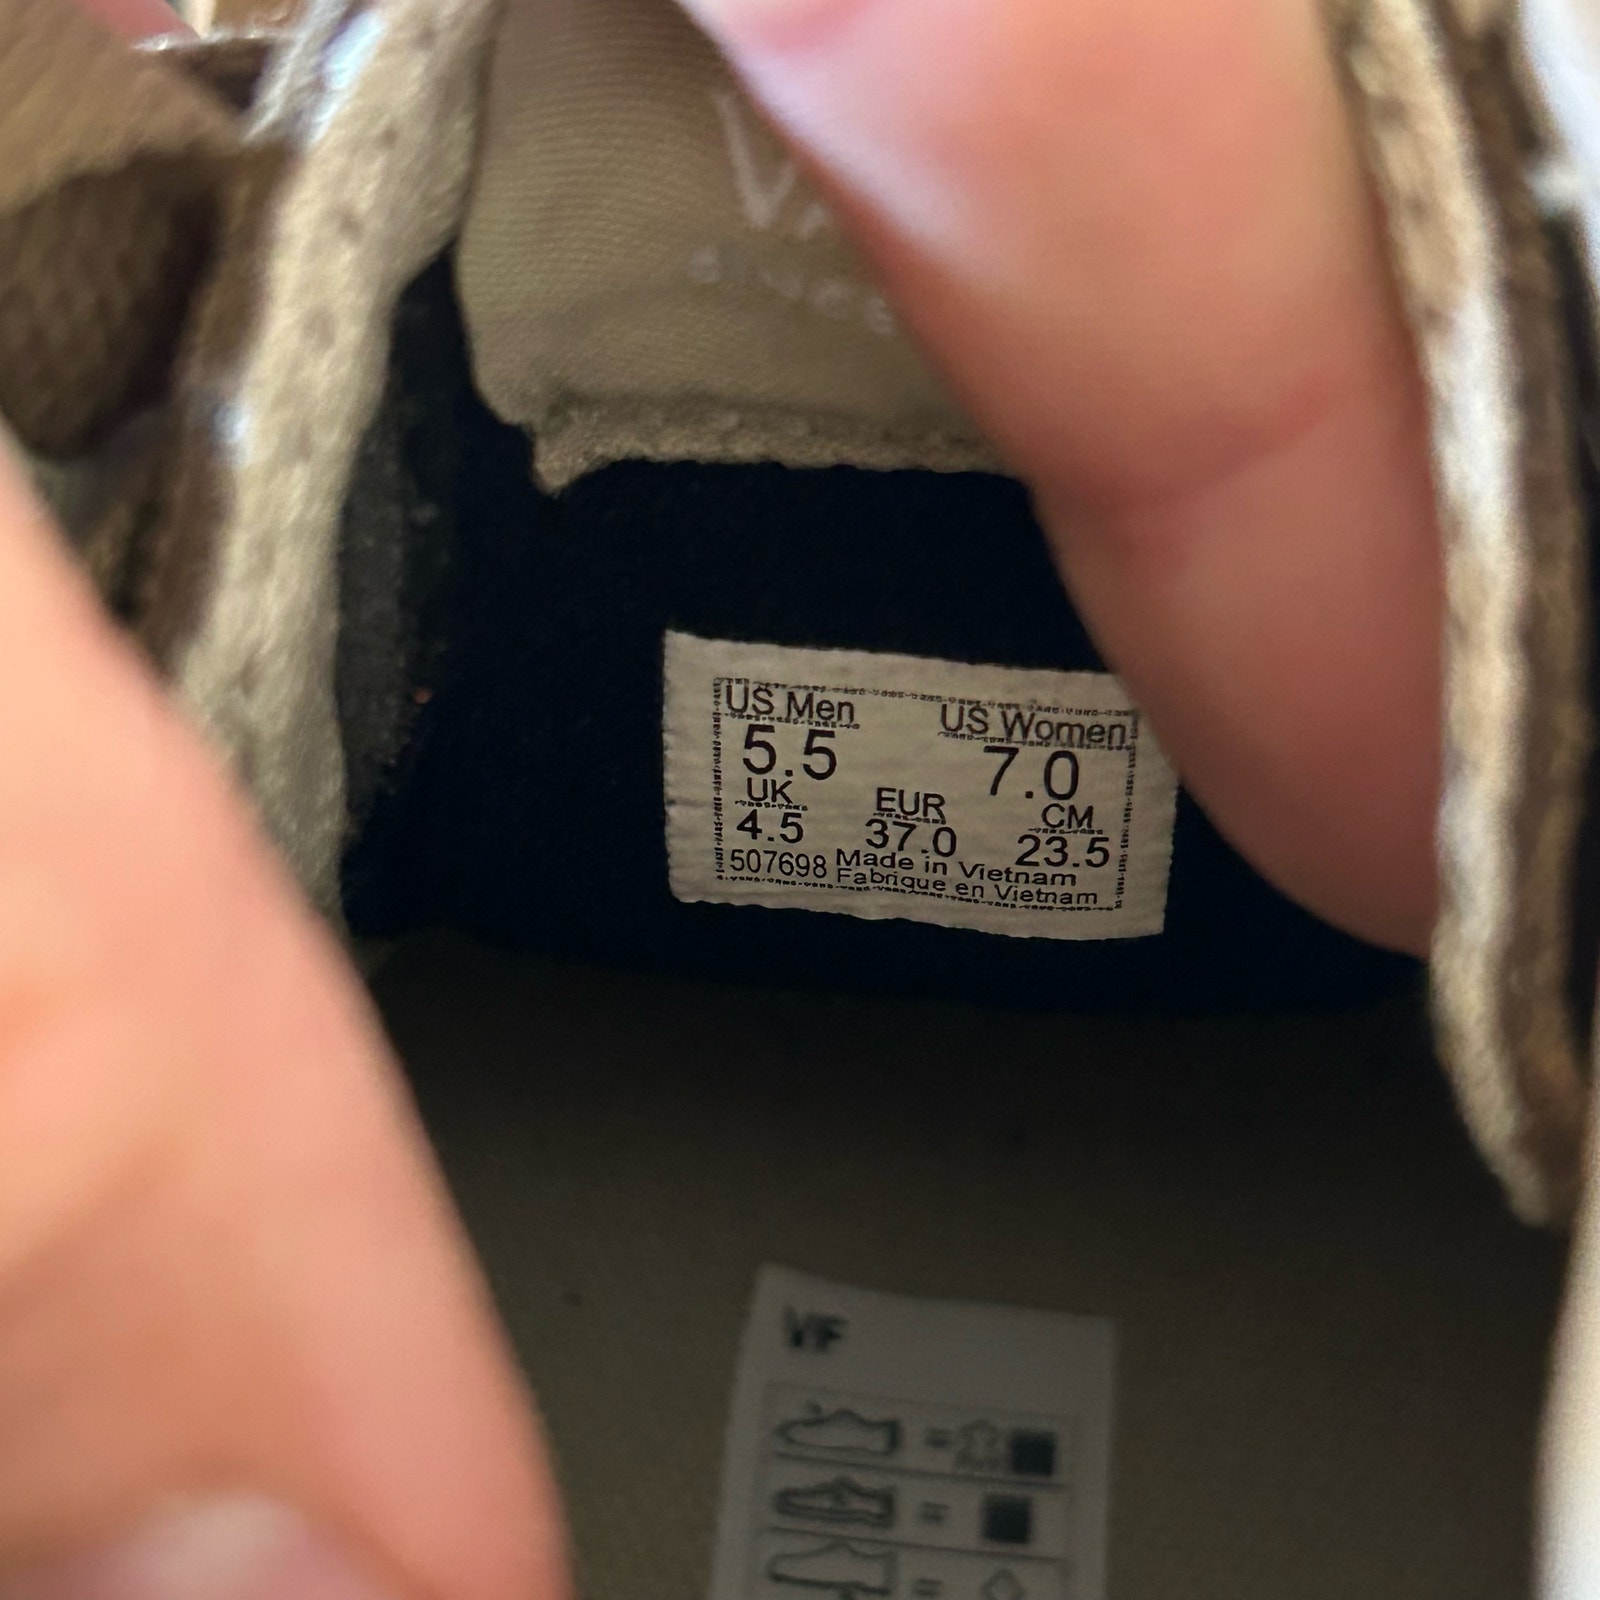 US Men US Women
5.5 7.0
UK EUR CM
4.5 37.0 23.5
507698 Made in Vietnam
Fabrique en Vietnam
VF